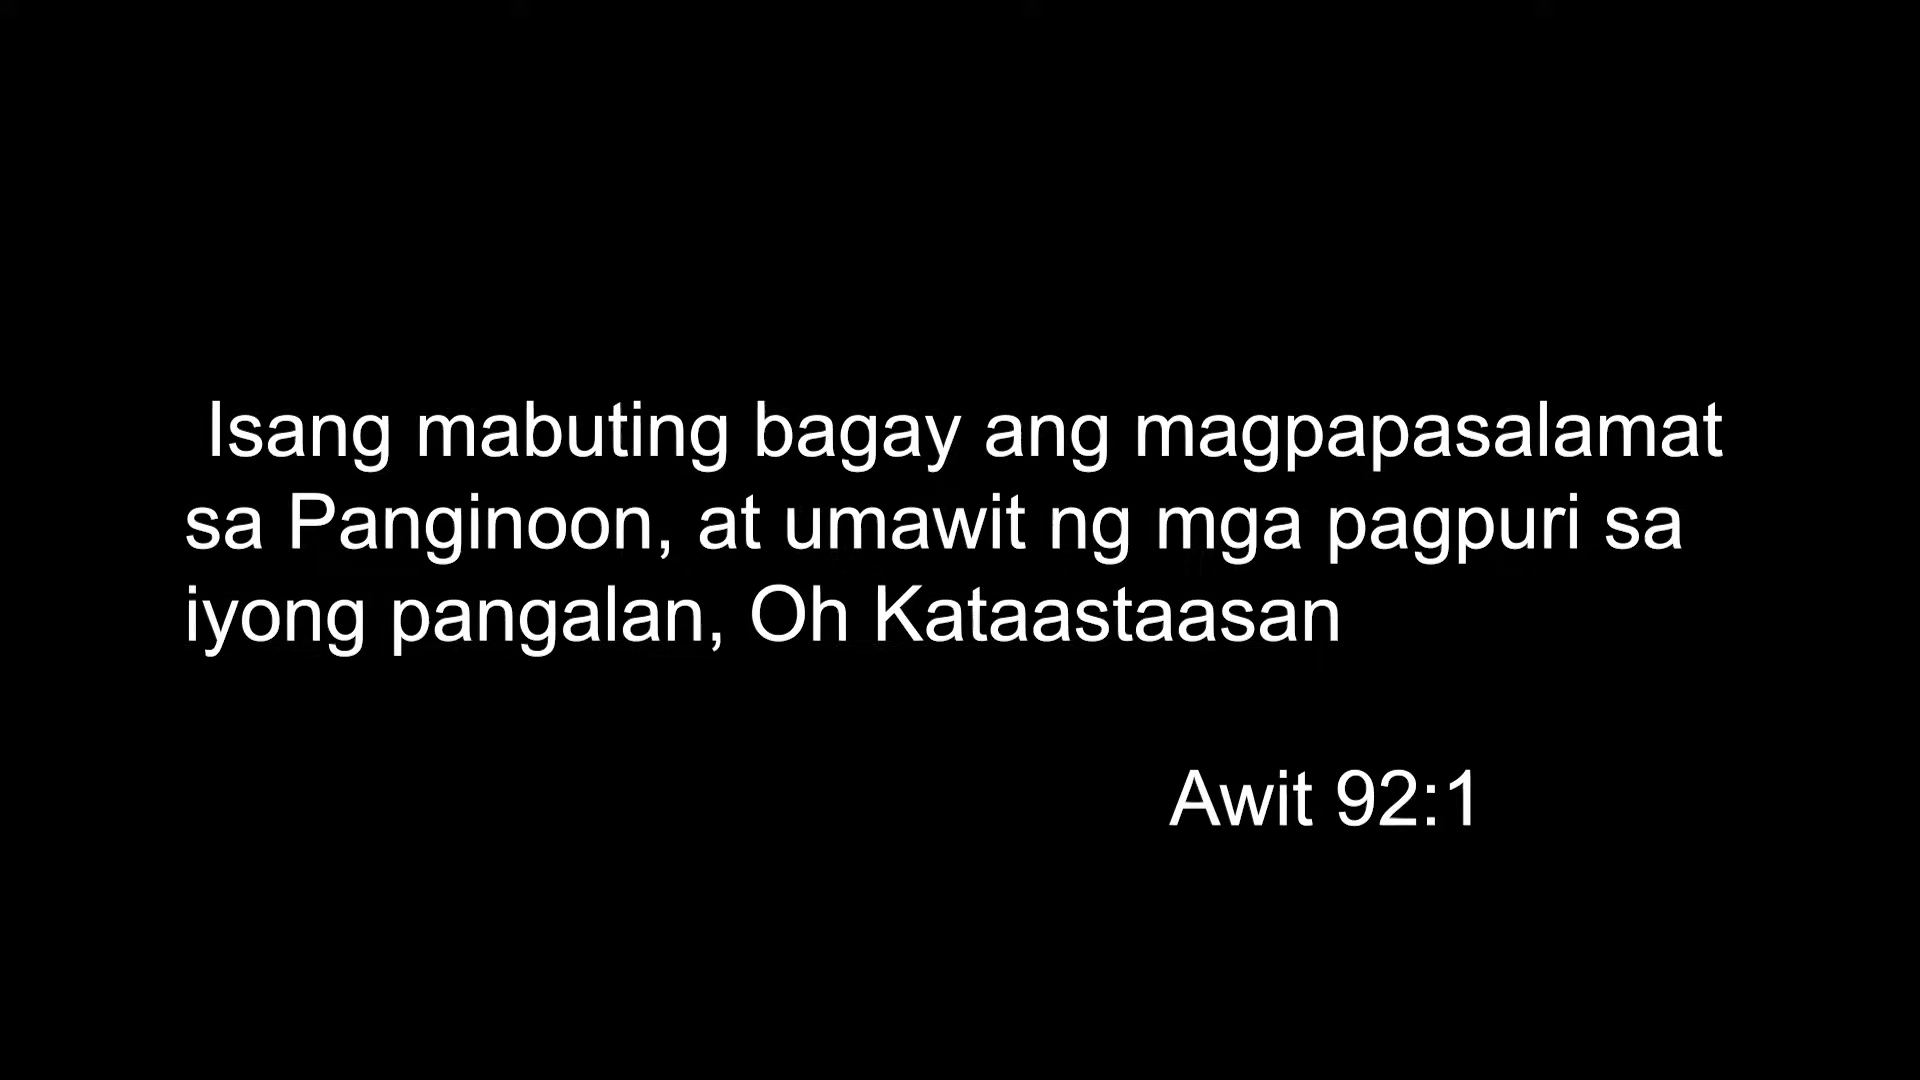 Isang mabuting bagay ang magpapasalamat
sa Panginoon, at umawit ng mga pagpuri sa
iyong pangalan, Oh Kataastaasan
Awit 92:1